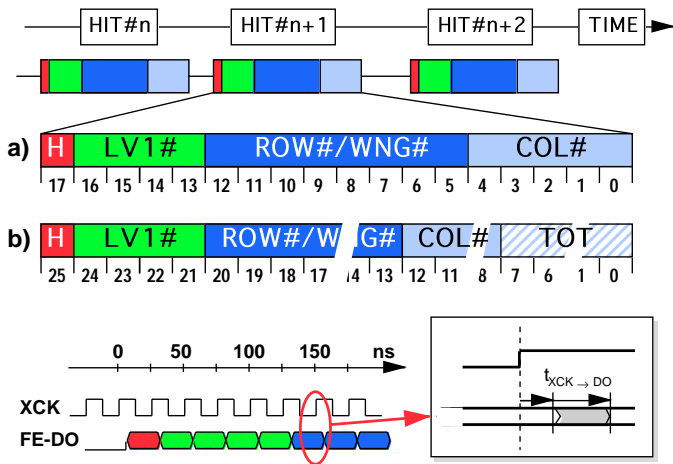 HIT#n HIT#n+1 HIT#n+2 TIME
a) H LV1# ROW#/WNG# COL#
17 16 15 14 13 12 11 10 9 8 7 6 5 4 3 2 1 0
b) H LV1# ROW#/WNG# COL# TOT
25 24 23 22 21 20 19 18 17 14 13 12 11 8 7 6 1 0
0 50 100 150 ns
XCK
FE-DO
tXCK → DO